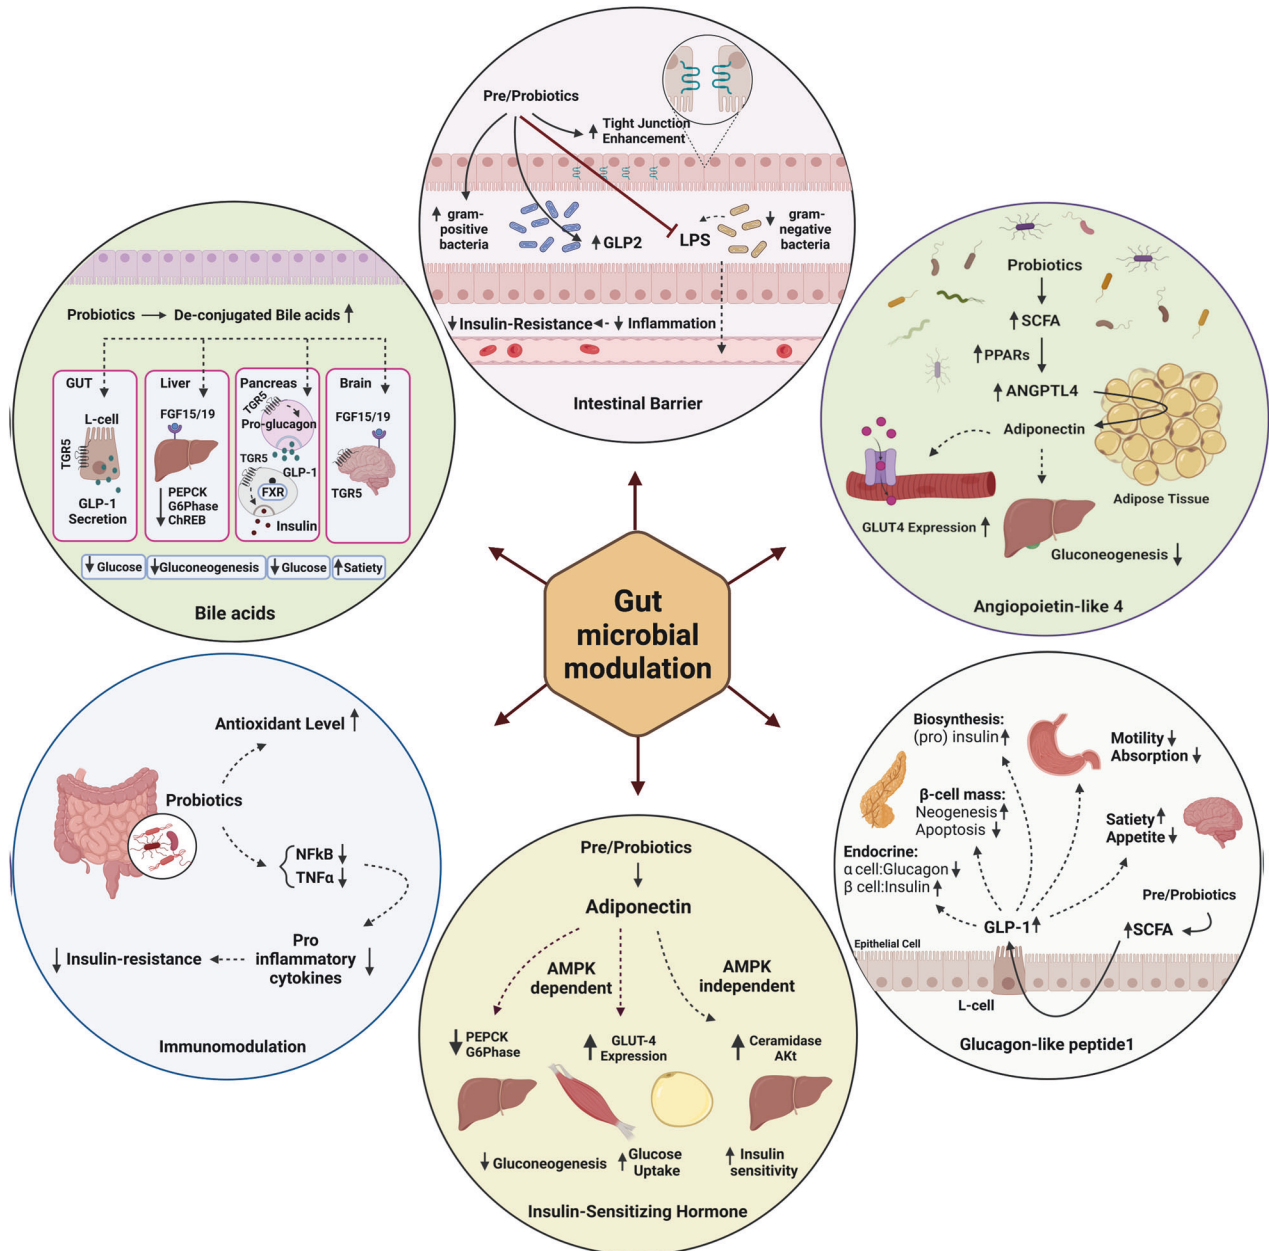 Pre/Probiotics
↑ Tight Junction
Enhancement
↑ gram-
positive
bacteria
↑ GLP2
LPS
↓ gram-
negative
bacteria
↓ Insulin-Resistance
↓ Inflammation
Intestinal Barrier
Probiotics
De-conjugated Bile acids ↑
GUT
L-cell
TGR5
GLP-1
Secretion
Liver
FGF15/19
↓ PEPCK
G6Phase
ChREB
Pancreas
TGR5
Pro-glucagon
TGR5
GLP-1
FXR
Insulin
Brain
FGF15/19
TGR5
↓ Glucose
↓ Gluconeogenesis
↓ Glucose
↑ Satiety
Bile acids
Probiotics
↑ SCFA
↑ PPARs
↑ ANGPTL4
Adiponectin
Adipose Tissue
GLUT4 Expression ↑
Gluconeogenesis ↓
Angiopoietin-like 4
Gut
microbial
modulation
Antioxidant Level ↑
Probiotics
NFkB ↓
TNFα ↓
Pro
inflammatory
cytokines ↓
↓ Insulin-resistance
Immunomodulation
Pre/Probiotics
Adiponectin
AMPK
dependent
AMPK
independent
↓ PEPCK
G6Phase
↑ GLUT-4
Expression
↑ Ceramidase
AKt
↓ Gluconeogenesis
↑ Glucose
Uptake
↑ Insulin
sensitivity
Insulin-Sensitizing Hormone
Biosynthesis:
(pro) insulin ↑
Motility ↓
Absorption ↓
β-cell mass:
Neogenesis ↑
Apoptosis ↓
Satiety ↑
Appetite ↓
Endocrine:
α cell:Glucagon ↓
β cell:Insulin ↑
Pre/Probiotics
GLP-1 ↑
↑ SCFA
Epithelial Cell
L-cell
Glucagon-like peptide1